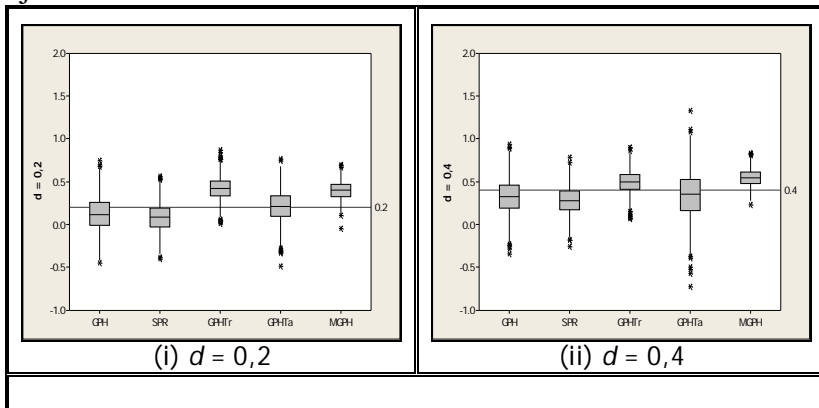 2.0
1.5
1.0
0.5
0.0
-0.5
-1.0
d = 0,2
0.2
GPH SPR GPHTr GPHTa MGPH
(i) d = 0,2
2.0
1.5
1.0
0.5
0.0
-0.5
-1.0
d = 0,4
0.4
GPH SPR GPHTr GPHTa MGPH
(ii) d = 0,4